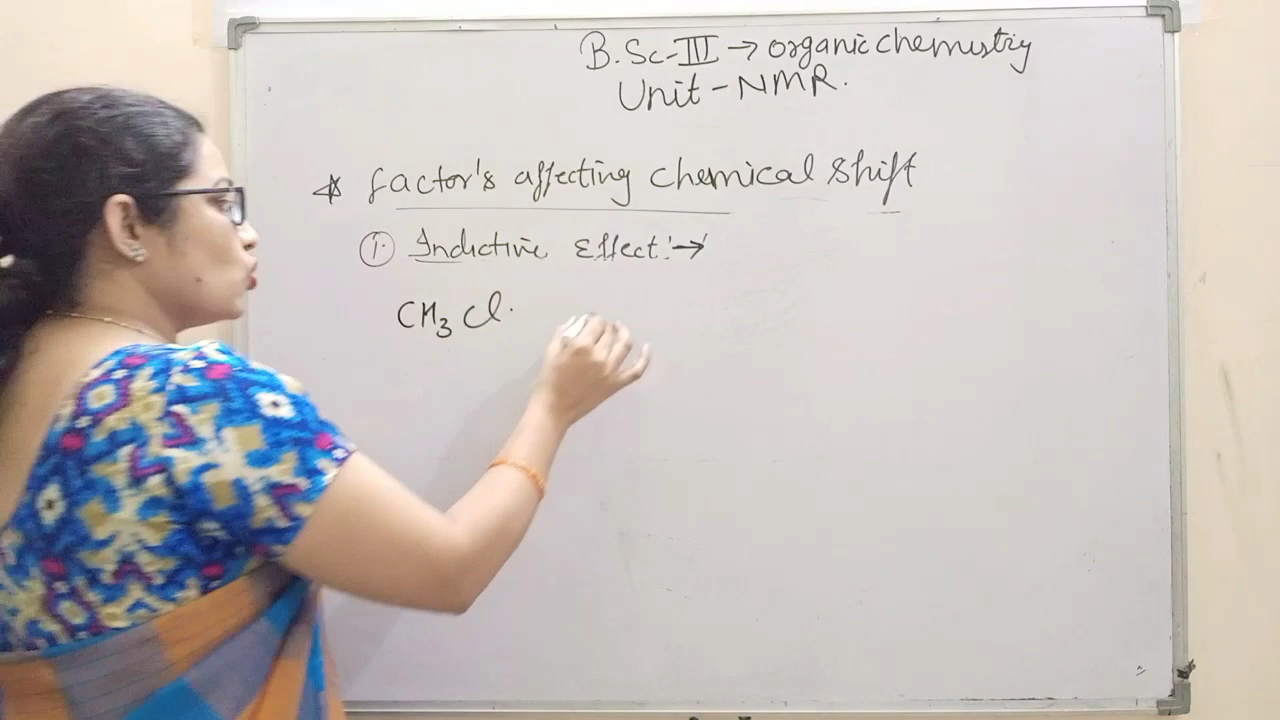 B.Sc-III → organic chemistry
Unit - NMR.
* factor's affecting chemical shift
① Inductive Effect :→
CH₃ Cl.